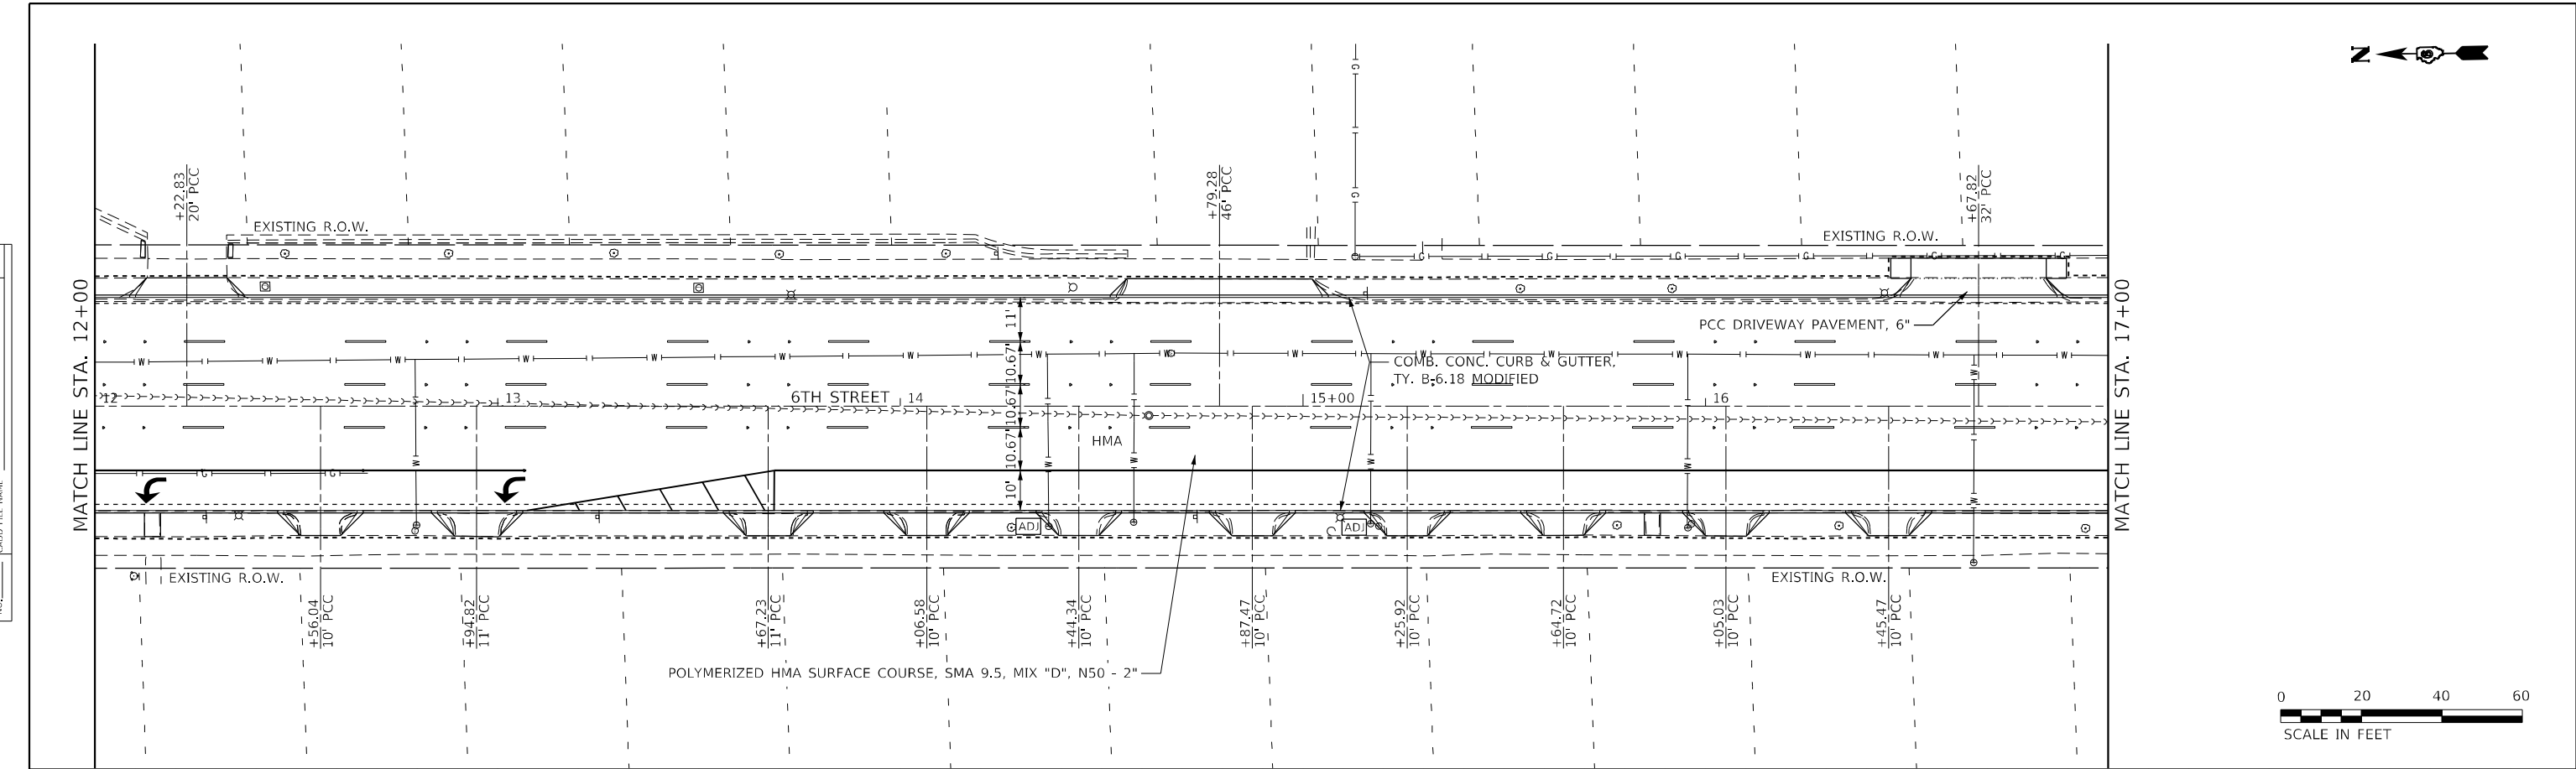 N
+22.83
20' PCC
+79.28
46' PCC
+67.82
32' PCC
G
G
G
EXISTING R.O.W.
EXISTING R.O.W.
G G G G G G
MATCH LINE STA. 12+00
MATCH LINE STA. 17+00
11'
10.67'
10.67'
10.67'
10'
PCC DRIVEWAY PAVEMENT, 6"
W W W W W W W W W W W W W W W W
COMB. CONC. CURB & GUTTER,
TY. B-6.18 MODIFIED
12
13
6TH STREET
14
15+00
16
HMA
W W W W W W W
G G
ADJ
ADJ
EXISTING R.O.W.
EXISTING R.O.W.
+56.04
10' PCC
+94.82
11' PCC
+67.23
11' PCC
+06.58
10' PCC
+44.34
10' PCC
+87.47
10' PCC
+25.92
10' PCC
+64.72
10' PCC
+05.03
10' PCC
+45.47
10' PCC
POLYMERIZED HMA SURFACE COURSE, SMA 9.5, MIX "D", N50 - 2"
0 20 40 60
SCALE IN FEET